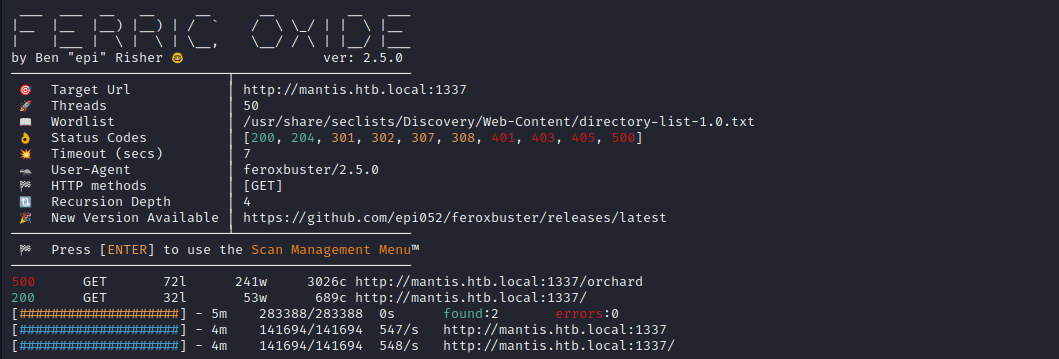 FERRIC OXIDE
by Ben "epi" Risher 🤓 ver: 2.5.0
🎯 Target Url │ http://mantis.htb.local:1337
🚀 Threads │ 50
📖 Wordlist │ /usr/share/seclists/Discovery/Web-Content/directory-list-1.0.txt
👌 Status Codes │ [200, 204, 301, 302, 307, 308, 401, 403, 405, 500]
💥 Timeout (secs) │ 7
🦡 User-Agent │ feroxbuster/2.5.0
🏁 HTTP methods │ [GET]
🔃 Recursion Depth │ 4
🎉 New Version Available │ https://github.com/epi052/feroxbuster/releases/latest
🏁 Press [ENTER] to use the Scan Management Menu™
500 GET 72l 241w 3026c http://mantis.htb.local:1337/orchard
200 GET 32l 53w 689c http://mantis.htb.local:1337/
[####################] - 5m 283388/283388 0s found:2 errors:0
[####################] - 4m 141694/141694 547/s http://mantis.htb.local:1337
[####################] - 4m 141694/141694 548/s http://mantis.htb.local:1337/